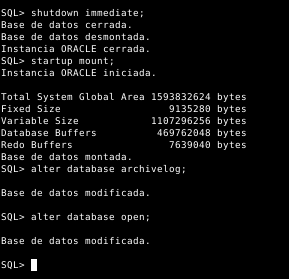 SQL> shutdown immediate;
Base de datos cerrada.
Base de datos desmontada.
Instancia ORACLE cerrada.
SQL> startup mount;
Instancia ORACLE iniciada.
Total System Global Area 1593832624 bytes
Fixed Size 9135280 bytes
Variable Size 1107296256 bytes
Database Buffers 469762048 bytes
Redo Buffers 7639040 bytes
Base de datos montada.
SQL> alter database archivelog;
Base de datos modificada.
SQL> alter database open;
Base de datos modificada.
SQL>